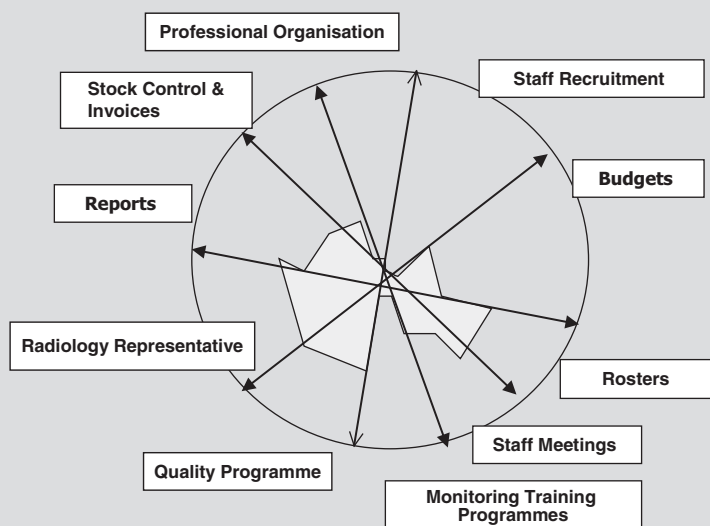 Professional Organisation
Staff Recruitment
Stock Control &
Invoices
Budgets
Reports
Radiology Representative
Rosters
Staff Meetings
Quality Programme
Monitoring Training
Programmes